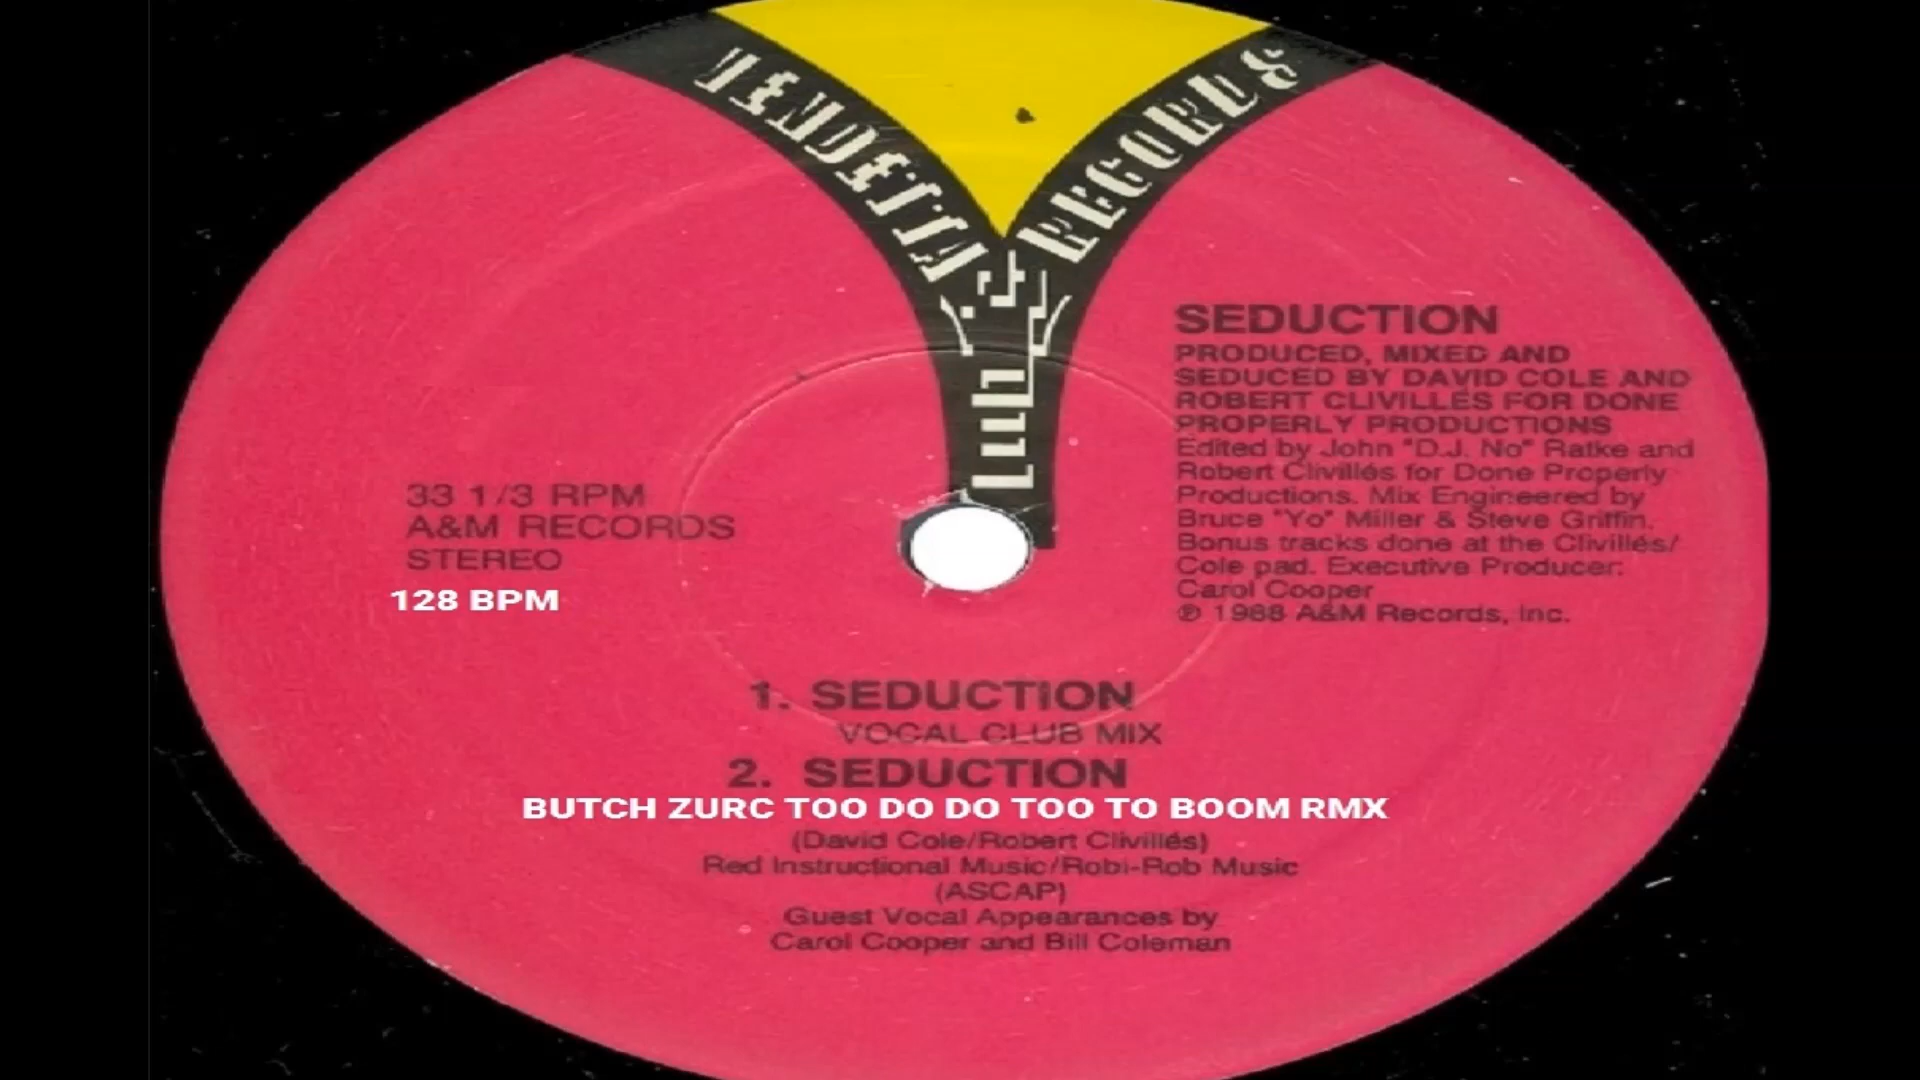 VENDETTA RECORDS
SEDUCTION
PRODUCED, MIXED AND
SEDUCED BY DAVID COLE AND
ROBERT CLIVILLÉS FOR DONE
PROPERLY PRODUCTIONS
Edited by John "D.J. No" Ratke and
Robert Clivillés for Done Properly
Productions. Mix Engineered by
Bruce "Yo" Miller & Steve Griffin.
Bonus tracks done at the Clivillés/
Cole pad. Executive Producer:
Carol Cooper
℗ 1988 A&M Records, Inc.
33 1/3 RPM
A&M RECORDS
STEREO
128 BPM
1. SEDUCTION
VOCAL CLUB MIX
2. SEDUCTION
BUTCH ZURC TOO DO DO TOO TO BOOM RMX
(David Cole/Robert Clivillés)
Red Instructional Music/Robi-Rob Music
(ASCAP)
Guest Vocal Appearances by
Carol Cooper and Bill Coleman